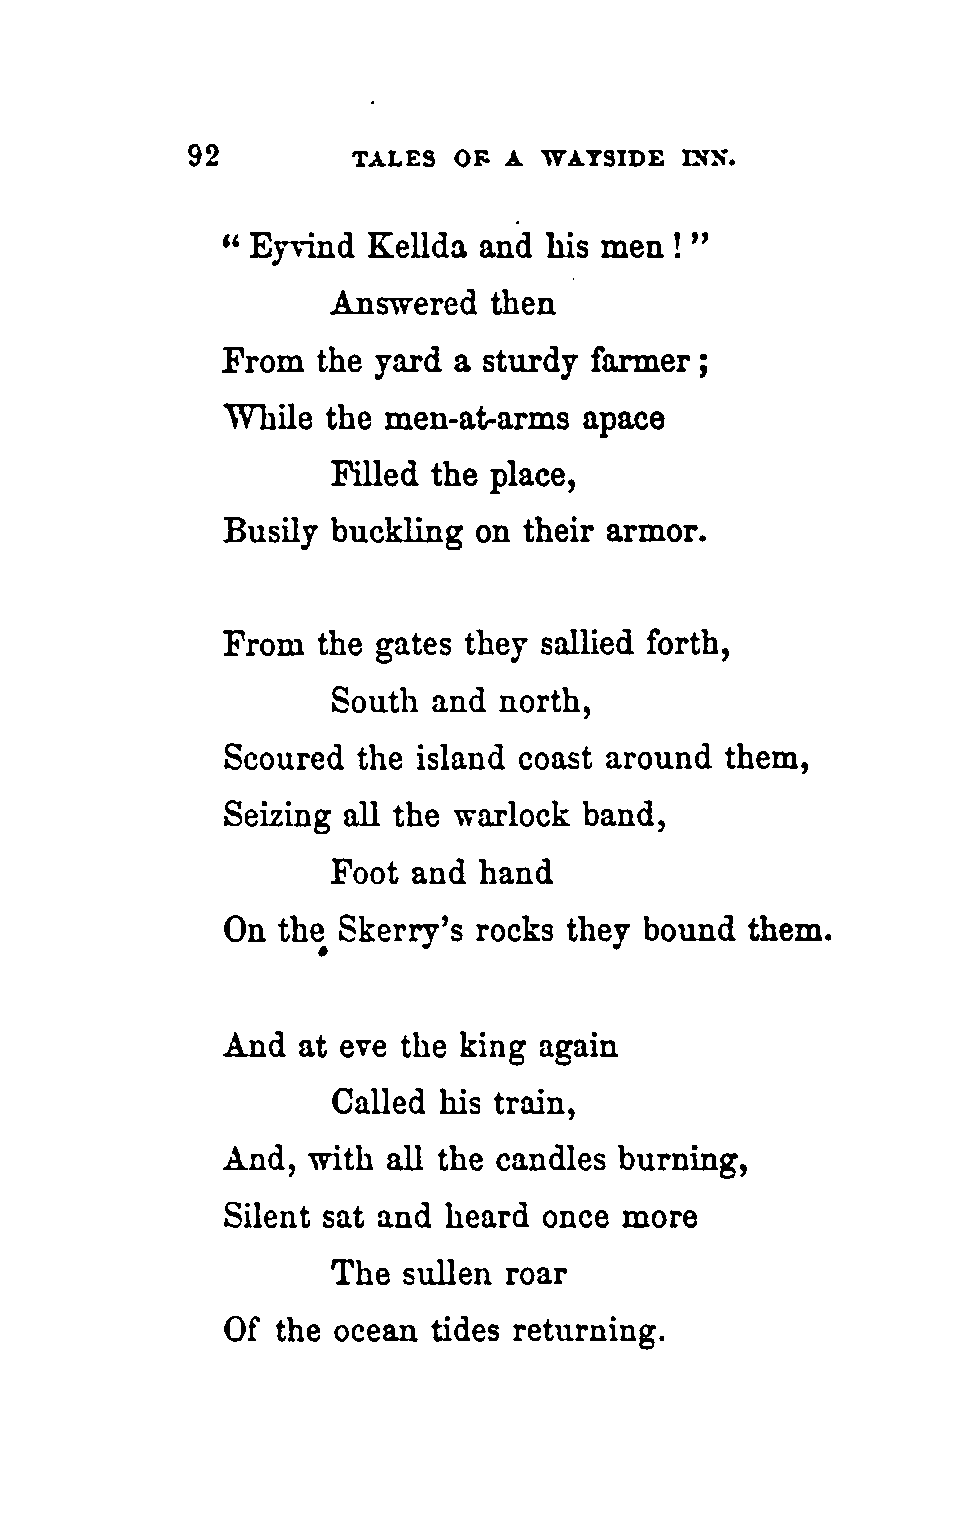 92 TALES OF A WAYSIDE INN.
“ Eyvind Kellda and his men ! ”
Answered then
From the yard a sturdy farmer ;
While the men-at-arms apace
Filled the place,
Busily buckling on their armor.
From the gates they sallied forth,
South and north,
Scoured the island coast around them,
Seizing all the warlock band,
Foot and hand
On the Skerry’s rocks they bound them.
And at eve the king again
Called his train,
And, with all the candles burning,
Silent sat and heard once more
The sullen roar
Of the ocean tides returning.